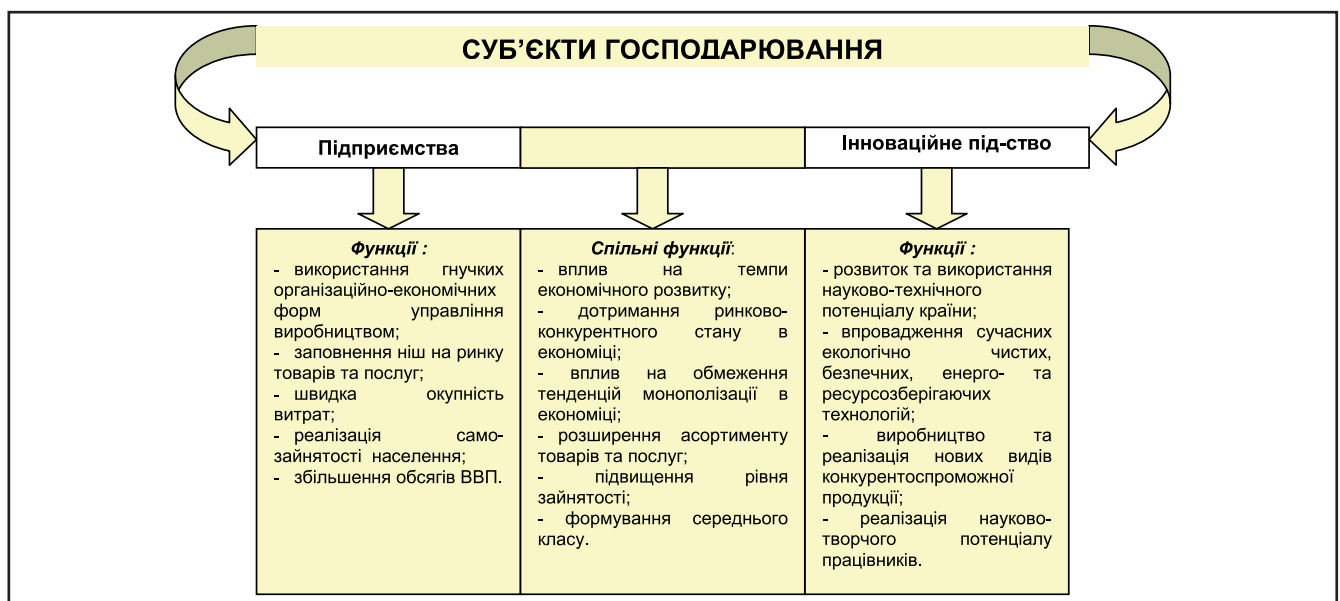 СУБ’ЄКТИ ГОСПОДАРЮВАННЯ
Підприємства
Інноваційне під-ство
Функції :
- використання гнучких
організаційно-економічних
форм управління
виробництвом;
- заповнення ніш на ринку
товарів та послуг;
- швидка окупність
витрат;
- реалізація само-
зайнятості населення;
- збільшення обсягів ВВП.
Спільні функції:
- вплив на темпи
економічного розвитку;
- дотримання ринково-
конкурентного стану в
економіці;
- вплив на обмеження
тенденцій монополізації в
економіці;
- розширення асортименту
товарів та послуг;
- підвищення рівня
зайнятості;
- формування середнього
класу.
Функції :
- розвиток та використання
науково-технічного
потенціалу країни;
- впровадження сучасних
екологічно чистих,
безпечних, енерго- та
ресурсозберігаючих
технологій;
- виробництво та
реалізація нових видів
конкурентоспроможної
продукції;
- реалізація науково-
творчого потенціалу
працівників.